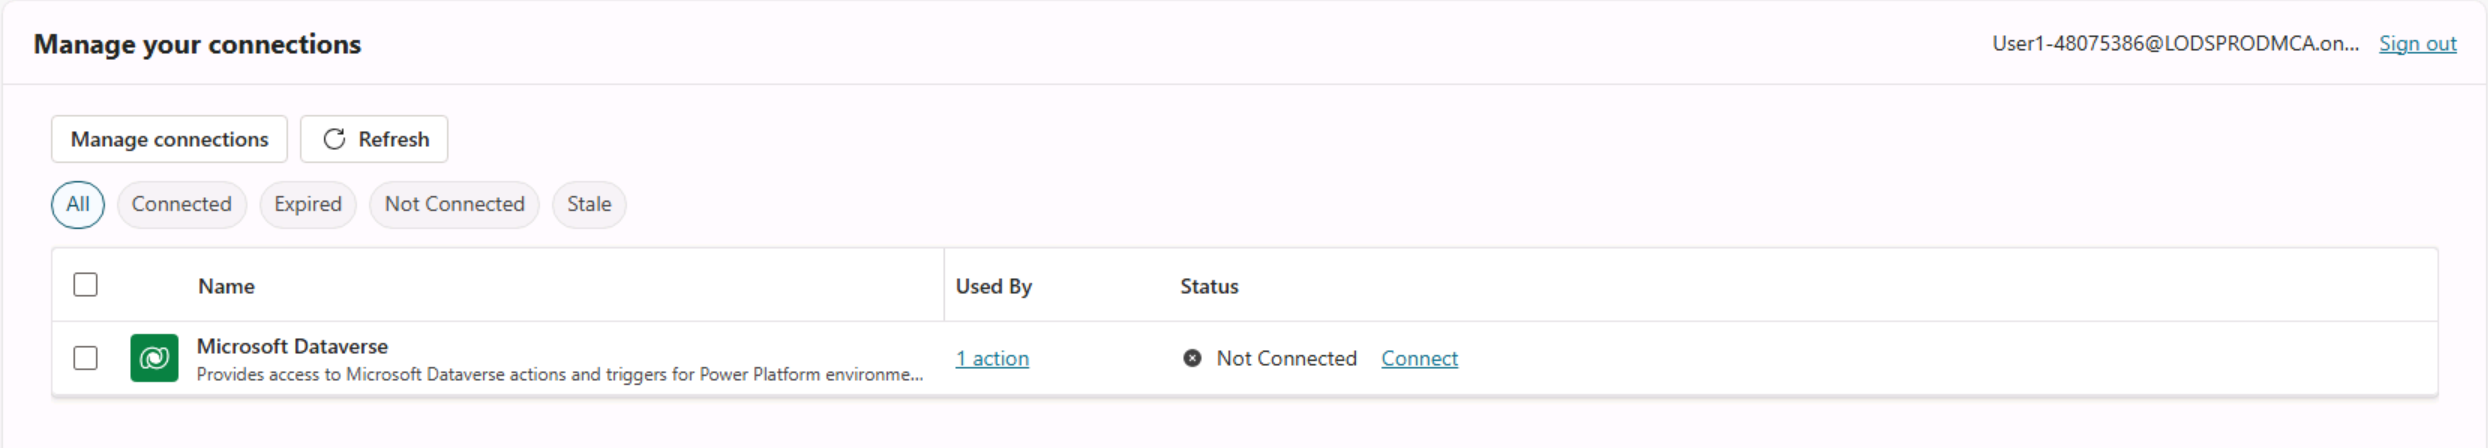 Manage your connections
User1-48075386@LODSPRODMCA.on... Sign out
Manage connections Refresh
All Connected Expired Not Connected Stale
Name Used By Status
Microsoft Dataverse
Provides access to Microsoft Dataverse actions and triggers for Power Platform environme...
1 action Not Connected Connect